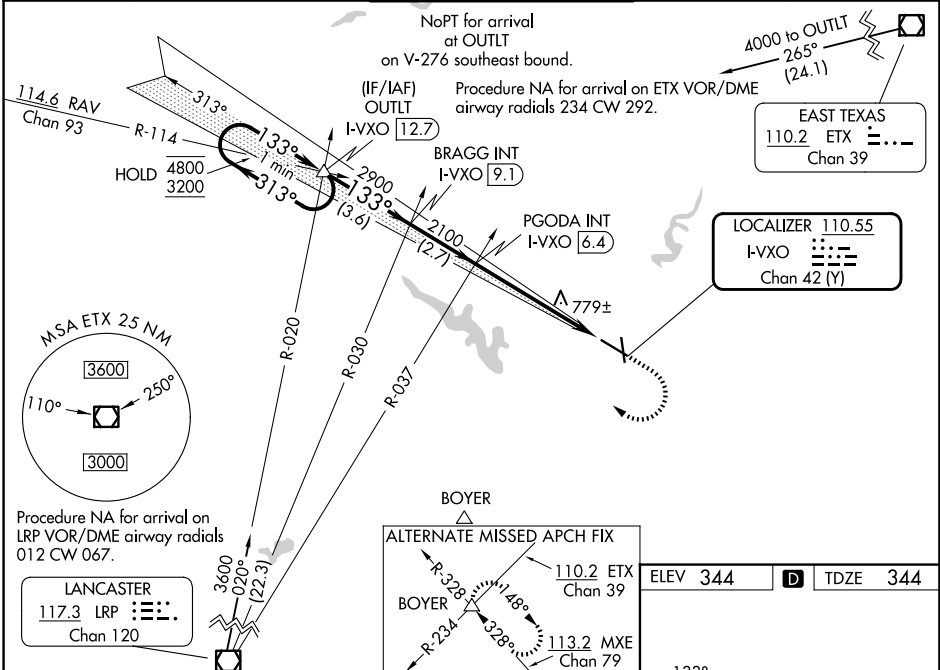 NoPT for arrival
at OUTLT
on V-276 southeast bound.
4000 to OUTLT
265°
(24.1)
Procedure NA for arrival on ETX VOR/DME
airway radials 234 CW 292.
EAST TEXAS
110.2 ETX
Chan 39
114.6 RAV
Chan 93
R-114
313°
133°
1 min
313°
HOLD 4800
3200
(IF/IAF)
OUTLT
I-VXO 12.7
133°
2900
(3.6)
BRAGG INT
I-VXO 9.1
2100
(2.7)
PGODA INT
I-VXO 6.4
LOCALIZER 110.55
I-VXO
Chan 42 (Y)
779±
R-020
R-030
R-037
MSA ETX 25 NM
3600
110°
250°
3000
Procedure NA for arrival on
LRP VOR/DME airway radials
012 CW 067.
3600
020°
(22.3)
LANCASTER
117.3 LRP
Chan 120
BOYER
ALTERNATE MISSED APCH FIX
R-328
110.2 ETX
Chan 39
BOYER
148°
328°
R-234
113.2 MXE
Chan 79
ELEV 344 D TDZE 344